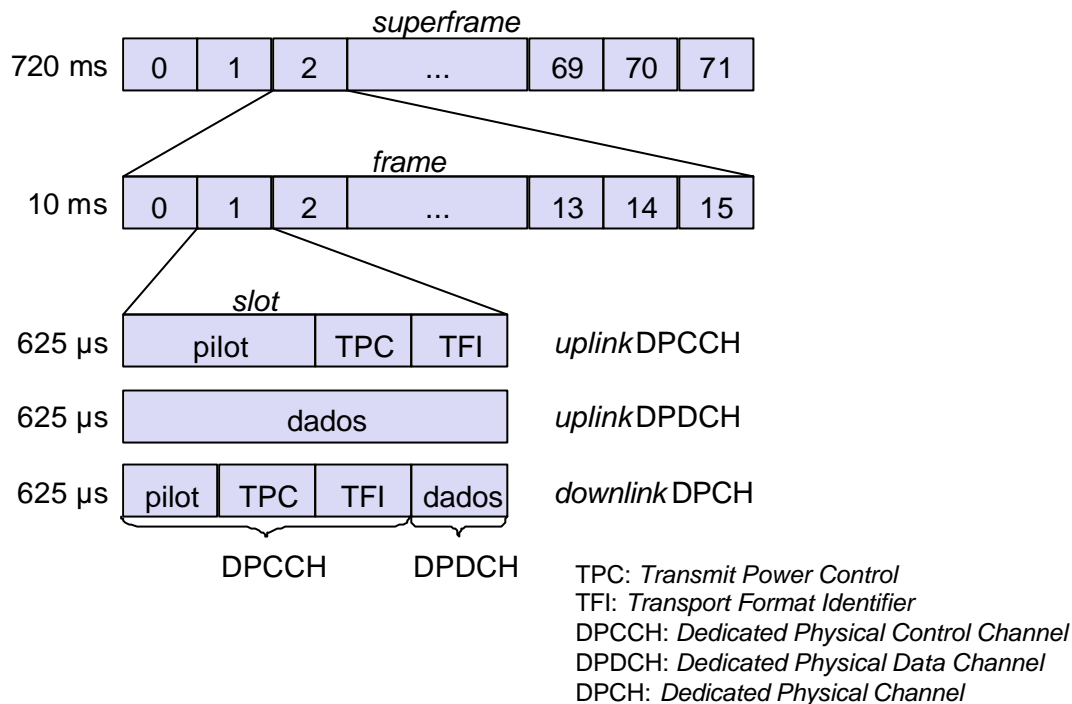 superframe
720 ms 0 1 2 ... 69 70 71
frame
10 ms 0 1 2 ... 13 14 15
slot
625 µs pilot TPC TFI uplink DPCCH
625 µs dados uplink DPDCH
625 µs pilot TPC TFI dados downlink DPCH
DPCCH DPDCH
TPC: Transmit Power Control
TFI: Transport Format Identifier
DPCCH: Dedicated Physical Control Channel
DPDCH: Dedicated Physical Data Channel
DPCH: Dedicated Physical Channel